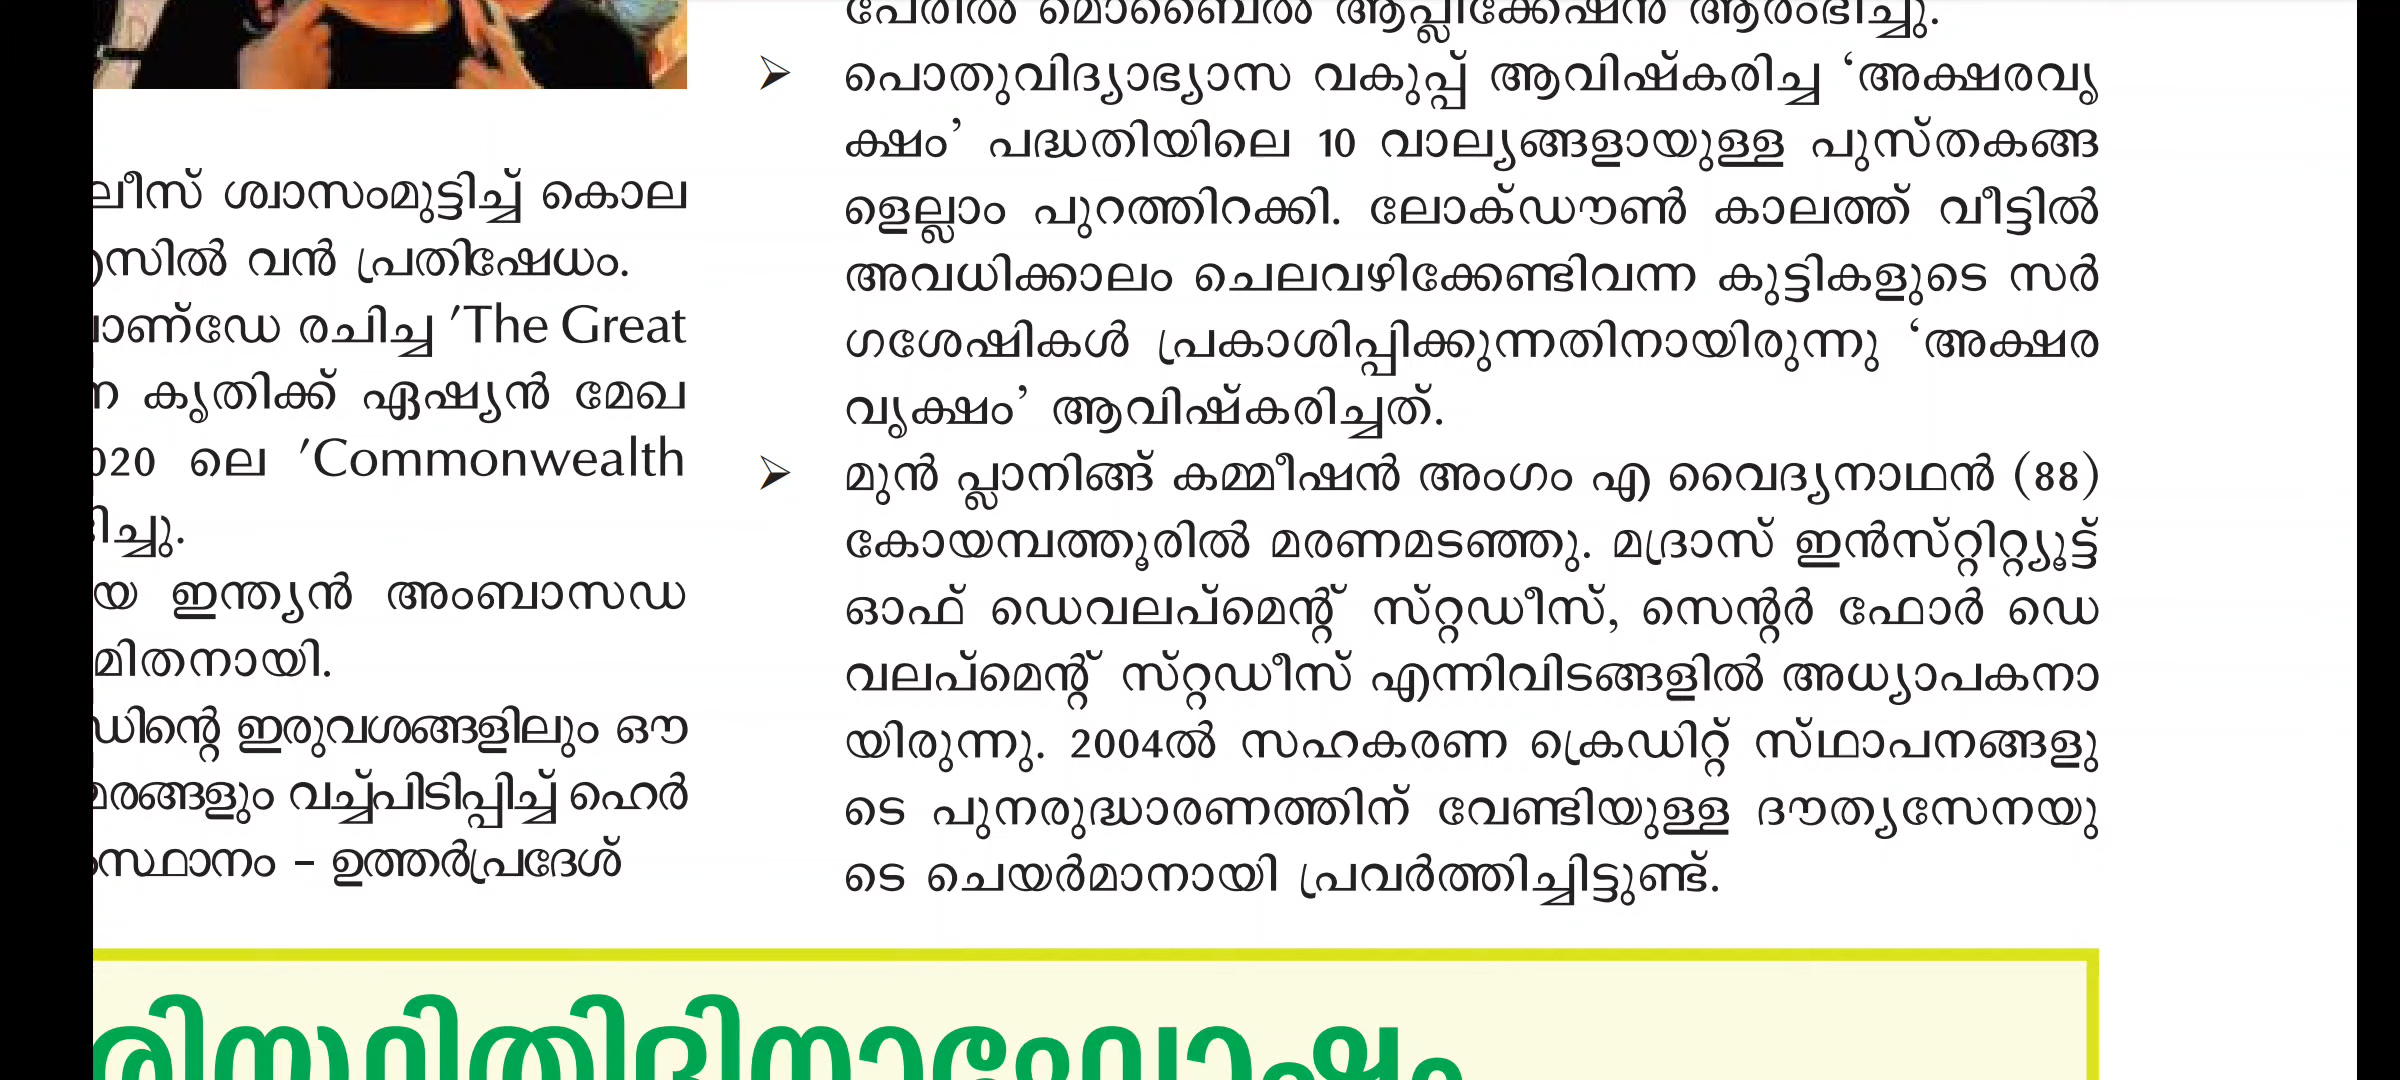 ശ്വാസംമുട്ടിച്ച് കൊല
വൻ പ്രതിഷേധം.
രചിച്ച 'The Great
കൃതിക്ക് ഏഷ്യൻ മേഖ
020 ലെ 'Commonwealth
ഇന്ത്യൻ അംബാസഡ
മിതനായി.
ഇരുവശങ്ങളിലും ഔ
മരങ്ങളും വച്ച്പിടിപ്പിച്ച് ഹെർ
സ്ഥാനം – ഉത്തർപ്രദേശ്
പേരിൽ മൊബൈൽ ആപ്ലിക്കേഷൻ ആരംഭിച്ചു.
➢ പൊതുവിദ്യാഭ്യാസ വകുപ്പ് ആവിഷ്കരിച്ച ‘അക്ഷരവൃ
ക്ഷം’ പദ്ധതിയിലെ 10 വാല്യങ്ങളായുള്ള പുസ്തകങ്ങ
ളെല്ലാം പുറത്തിറക്കി. ലോക്ഡൗൺ കാലത്ത് വീട്ടിൽ
അവധിക്കാലം ചെലവഴിക്കേണ്ടിവന്ന കുട്ടികളുടെ സർ
ഗശേഷികൾ പ്രകാശിപ്പിക്കുന്നതിനായിരുന്നു ‘അക്ഷര
വൃക്ഷം’ ആവിഷ്കരിച്ചത്.
➢ മുൻ പ്ലാനിങ്ങ് കമ്മീഷൻ അംഗം എ വൈദ്യനാഥൻ (88)
കോയമ്പത്തൂരിൽ മരണമടഞ്ഞു. മദ്രാസ് ഇൻസ്റ്റിറ്റ്യൂട്ട്
ഓഫ് ഡെവലപ്മെന്റ് സ്റ്റഡീസ്, സെന്റർ ഫോർ ഡെ
വലപ്മെന്റ് സ്റ്റഡീസ് എന്നിവിടങ്ങളിൽ അധ്യാപകനാ
യിരുന്നു. 2004ൽ സഹകരണ ക്രെഡിറ്റ് സ്ഥാപനങ്ങളു
ടെ പുനരുദ്ധാരണത്തിന് വേണ്ടിയുള്ള ദൗത്യസേനയു
ടെ ചെയർമാനായി പ്രവർത്തിച്ചിട്ടുണ്ട്.